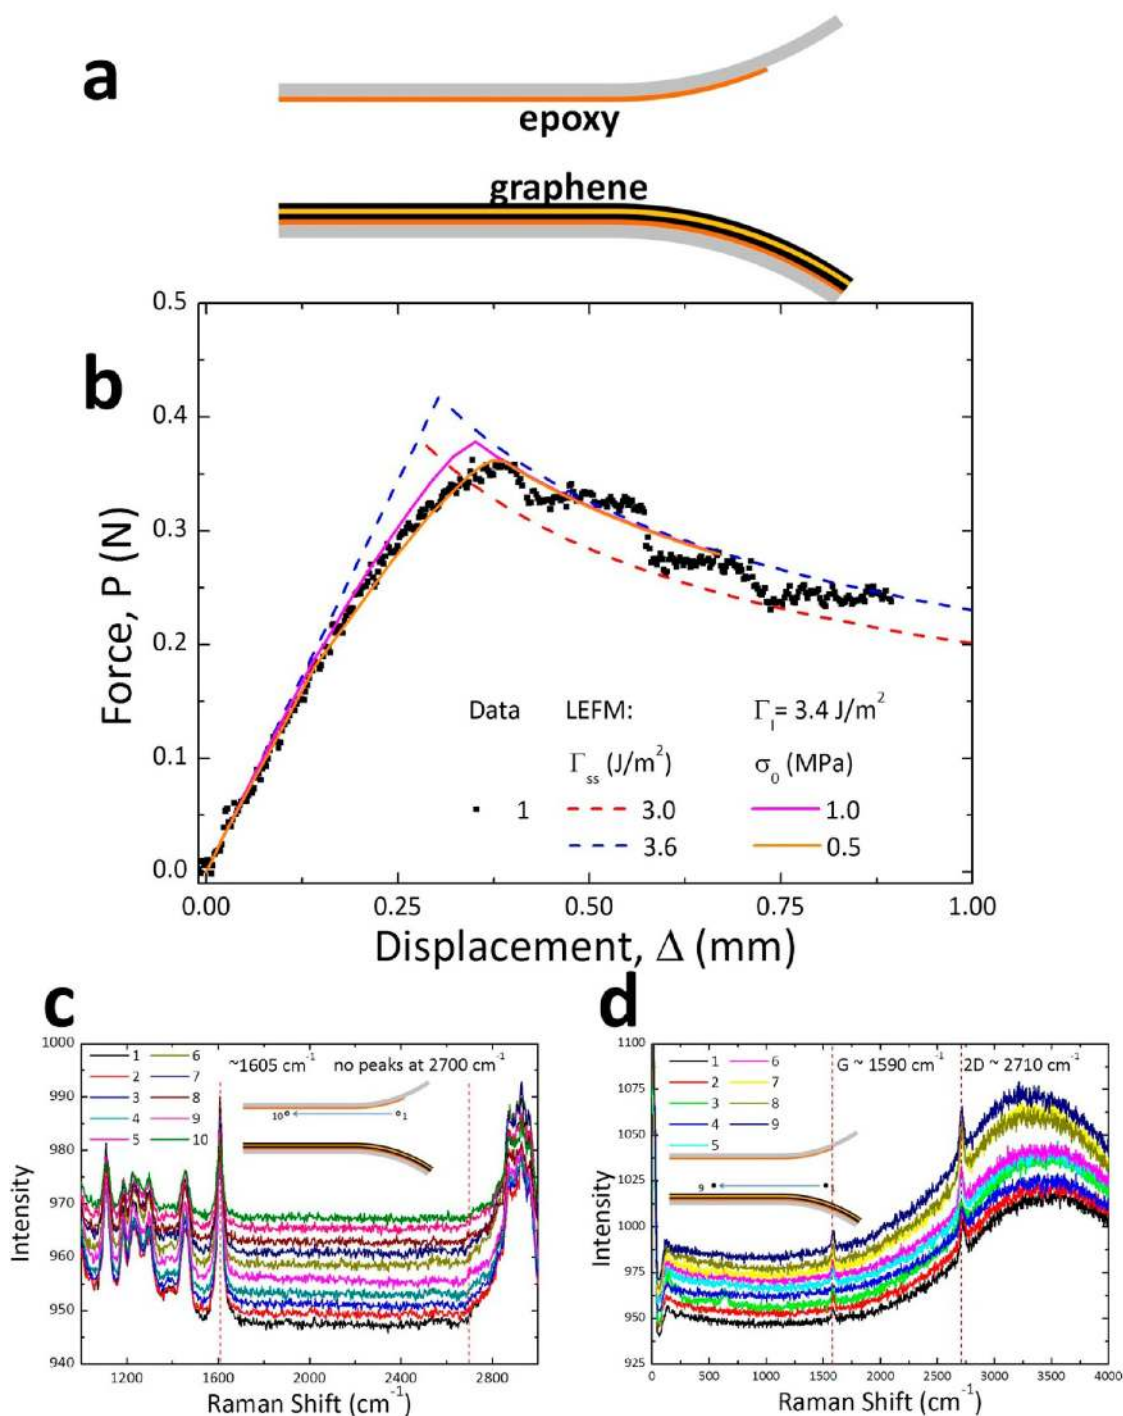 a
epoxy
graphene
b
0.5
0.4
0.3
0.2
0.1
0.0
Force, P (N)
Data LEFM: Γ_I = 3.4 J/m²
Γ_ss (J/m²) σ_0 (MPa)
1 3.0 1.0
3.6 0.5
0.00 0.25 0.50 0.75 1.00
Displacement, Δ (mm)
c
1000
990
980
970
960
950
940
Intensity
1 6
2 7
3 8
4 9
5 10
~1605 cm⁻¹ no peaks at 2700 cm⁻¹
10 1
1200 1600 2000 2400 2800
Raman Shift (cm⁻¹)
d
1100
1075
1050
1025
1000
975
950
925
Intensity
1 6
2 7
3 8
4 9
5
G ~ 1590 cm⁻¹ 2D ~ 2710 cm⁻¹
9
0 500 1000 1500 2000 2500 3000 3500 4000
Raman Shift (cm⁻¹)